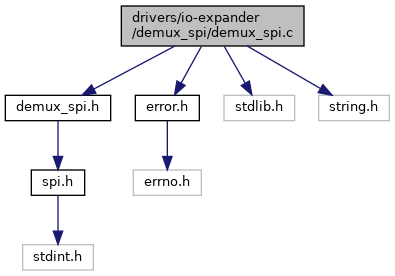 drivers/io-expander
/demux_spi/demux_spi.c
demux_spi.h
error.h
stdlib.h
string.h
spi.h
errno.h
stdint.h